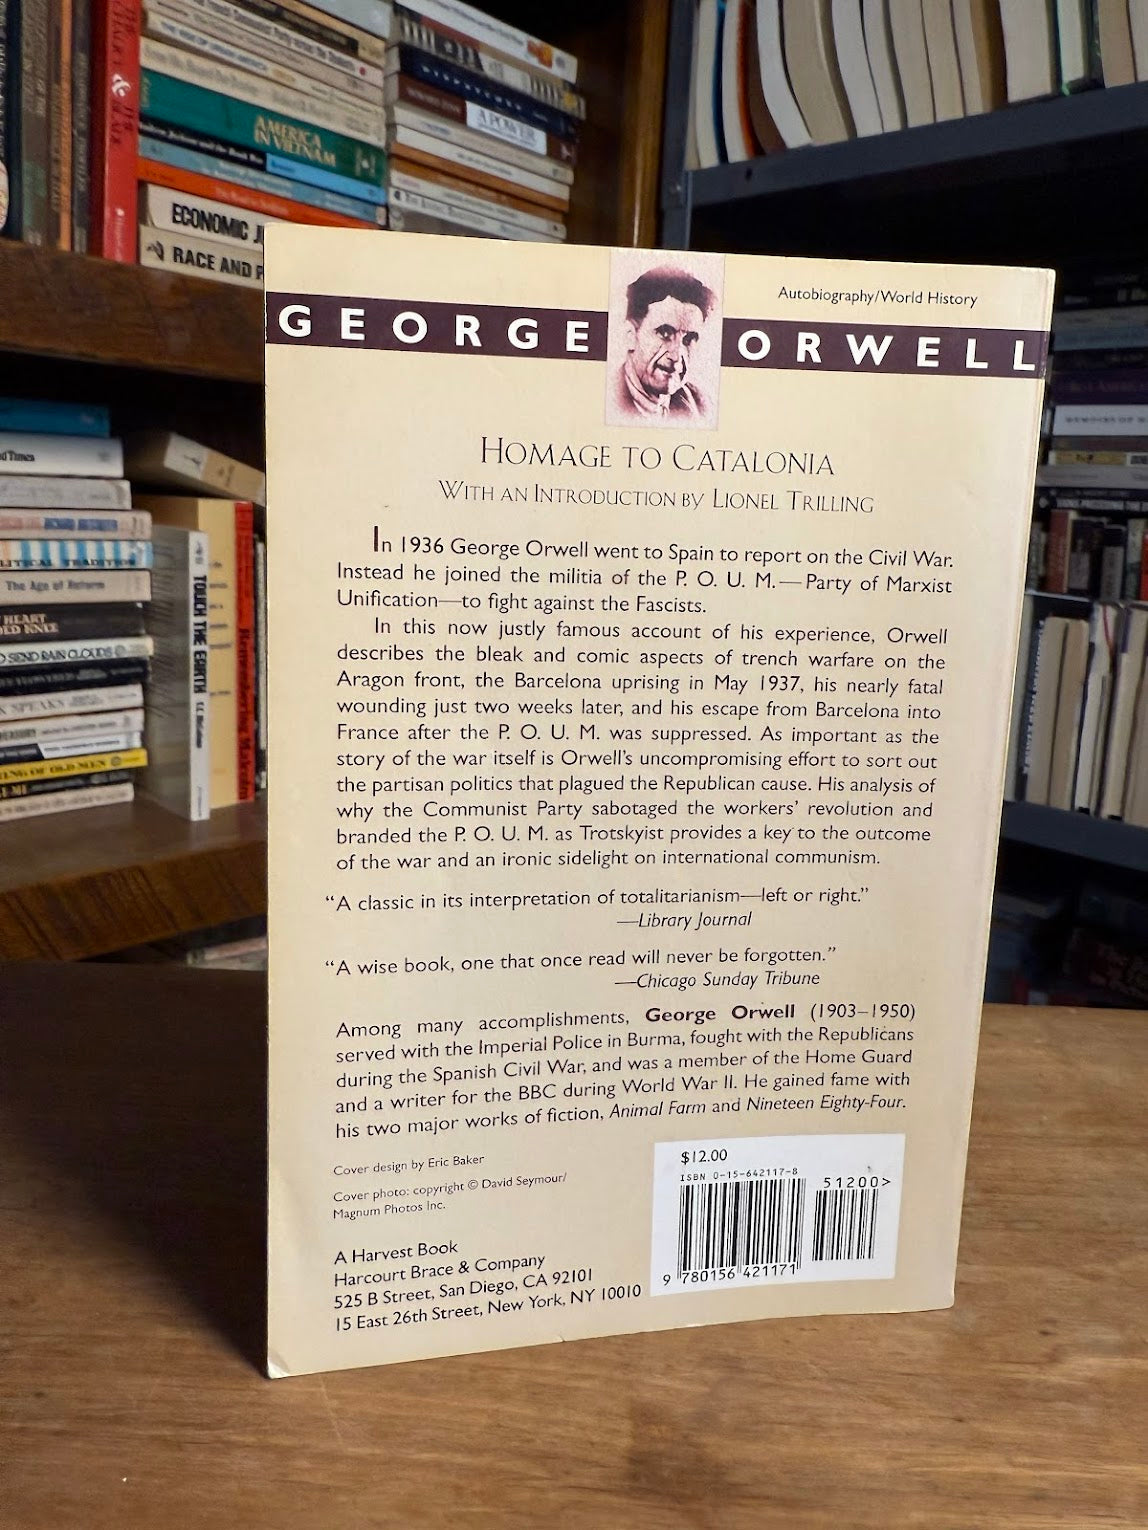 AMERICA
IN VIETNAM
A POWER
ECONOMIC
RACE AND
Autobiography/World History
GEORGE ORWELL
HOMAGE TO CATALONIA
WITH AN INTRODUCTION BY LIONEL TRILLING
In 1936 George Orwell went to Spain to report on the Civil War.
Instead he joined the militia of the P. O. U. M.—Party of Marxist
Unification—to fight against the Fascists.
In this now justly famous account of his experience, Orwell
describes the bleak and comic aspects of trench warfare on the
Aragon front, the Barcelona uprising in May 1937, his nearly fatal
wounding just two weeks later, and his escape from Barcelona into
France after the P. O. U. M. was suppressed. As important as the
story of the war itself is Orwell's uncompromising effort to sort out
the partisan politics that plagued the Republican cause. His analysis of
why the Communist Party sabotaged the workers' revolution and
branded the P. O. U. M. as Trotskyist provides a key to the outcome
of the war and an ironic sidelight on international communism.
"A classic in its interpretation of totalitarianism—left or right."
—Library Journal
"A wise book, one that once read will never be forgotten."
—Chicago Sunday Tribune
Among many accomplishments, George Orwell (1903–1950)
served with the Imperial Police in Burma, fought with the Republicans
during the Spanish Civil War, and was a member of the Home Guard
and a writer for the BBC during World War II. He gained fame with
his two major works of fiction, Animal Farm and Nineteen Eighty-Four.
Cover design by Eric Baker
Cover photo: copyright © David Seymour/
Magnum Photos Inc.
A Harvest Book
Harcourt Brace & Company
525 B Street, San Diego, CA 92101
15 East 26th Street, New York, NY 10010
$12.00
ISBN 0-15-642117-8
51200>
9 780156 421171
Times
POLITICAL TRADITION
The Age of Reform
HEART
SEND RAIN CLOUDS
SPEAKS
OF OLD MEN
TOUCH THE EARTH